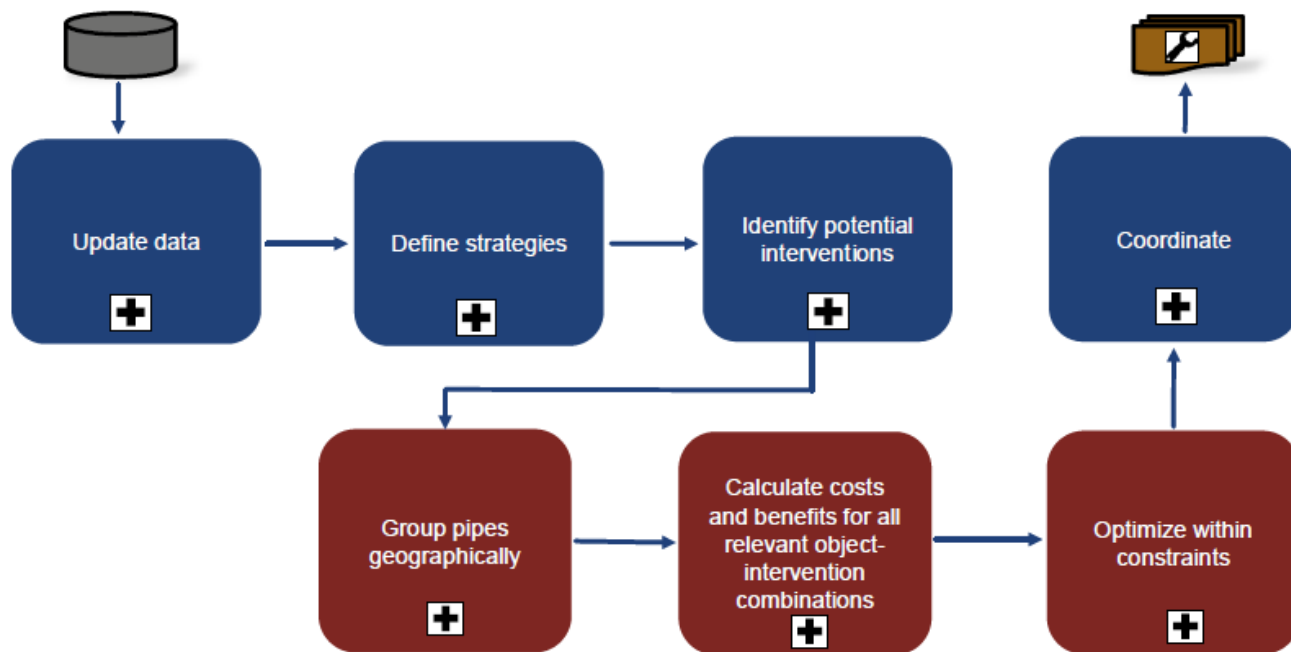 Update data
Define strategies
Identify potential
interventions
Coordinate
Group pipes
geographically
Calculate costs
and benefits for all
relevant object-
intervention
combinations
Optimize within
constraints